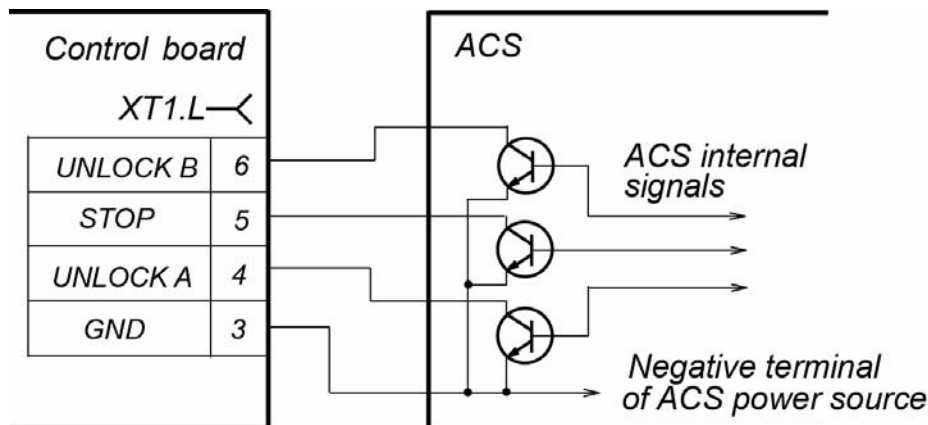 Control board
ACS
XT1.L
UNLOCK B 6
STOP 5
UNLOCK A 4
GND 3
ACS internal
signals
Negative terminal
of ACS power source